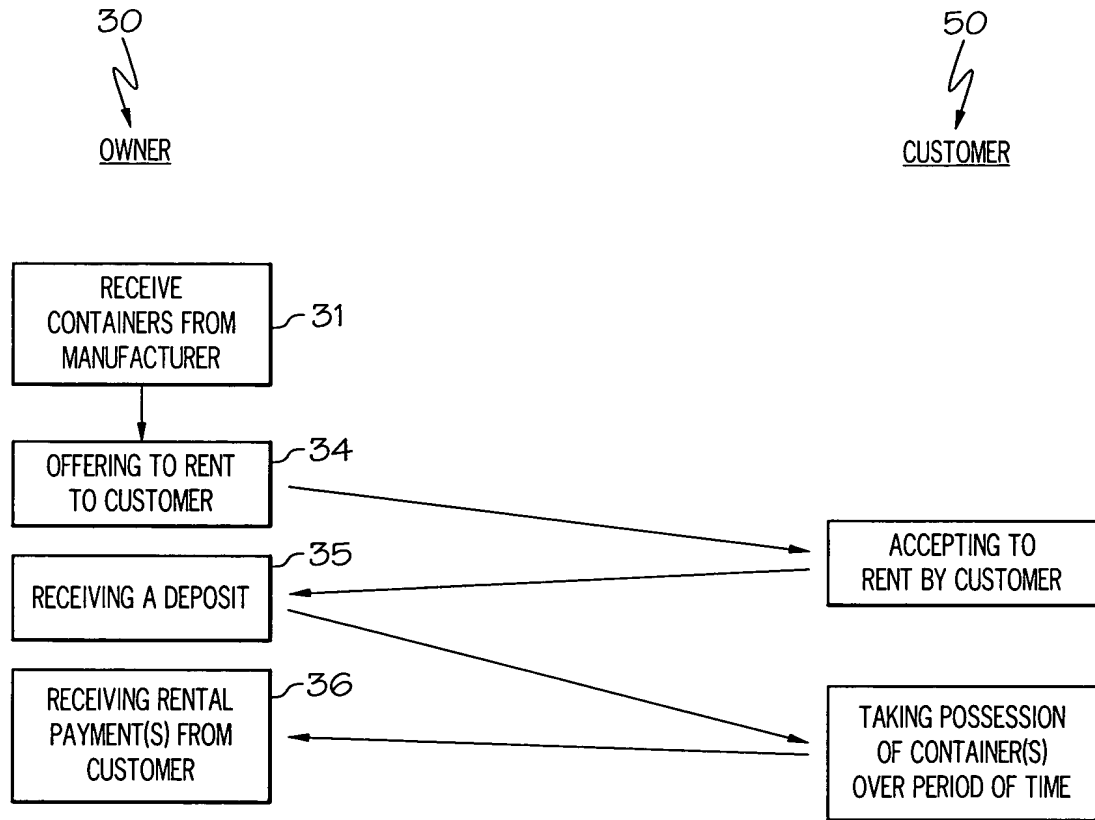 30
50
OWNER
CUSTOMER
RECEIVE
CONTAINERS FROM
MANUFACTURER
31
OFFERING TO RENT
TO CUSTOMER
34
ACCEPTING TO
RENT BY CUSTOMER
RECEIVING A DEPOSIT
35
RECEIVING RENTAL
PAYMENT(S) FROM
CUSTOMER
36
TAKING POSSESSION
OF CONTAINER(S)
OVER PERIOD OF TIME